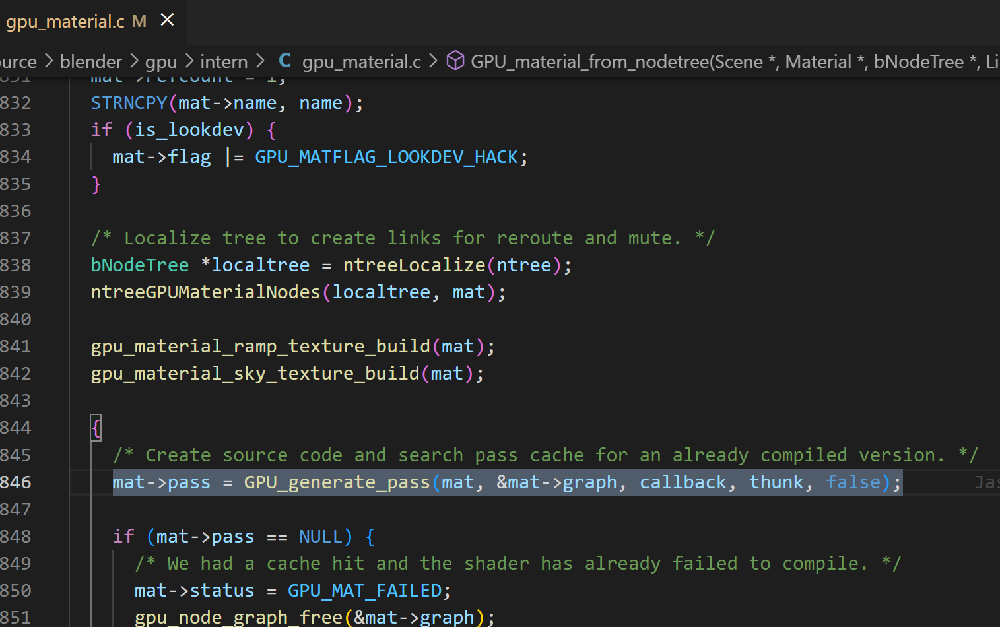 gpu_material.c M ×
ource > blender > gpu > intern > C gpu_material.c > GPU_material_from_nodetree(Scene *, Material *, bNodeTree *, Li
831 mat->refcount = 1;
832 STRNCPY(mat->name, name);
833 if (is_lookdev) {
834 mat->flag |= GPU_MATFLAG_LOOKDEV_HACK;
835 }
836
837 /* Localize tree to create links for reroute and mute. */
838 bNodeTree *localtree = ntreeLocalize(ntree);
839 ntreeGPUMaterialNodes(localtree, mat);
840
841 gpu_material_ramp_texture_build(mat);
842 gpu_material_sky_texture_build(mat);
843
844 {
845 /* Create source code and search pass cache for an already compiled version. */
846 mat->pass = GPU_generate_pass(mat, &mat->graph, callback, thunk, false); Jas
847
848 if (mat->pass == NULL) {
849 /* We had a cache hit and the shader has already failed to compile. */
850 mat->status = GPU_MAT_FAILED;
851 gpu_node_graph_free(&mat->graph);